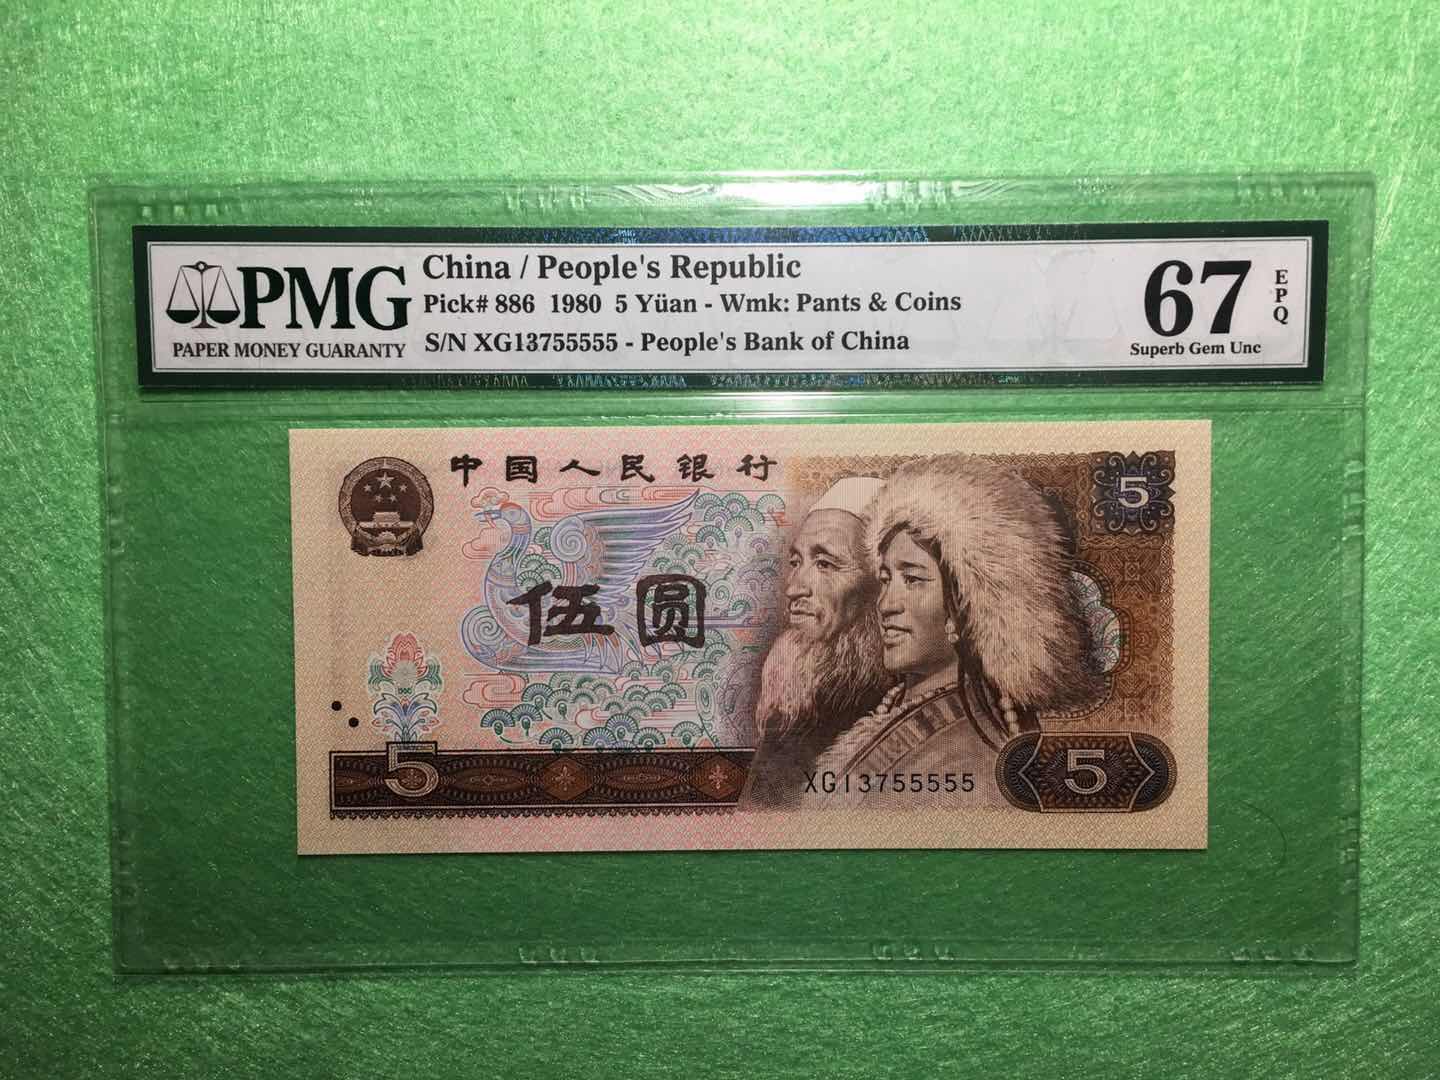 PMG
PAPER MONEY GUARANTY
China / People's Republic
Pick# 886 1980 5 Yüan - Wmk: Pants & Coins
S/N XG13755555 - People's Bank of China
67
EPQ
Superb Gem Unc
中国人民银行
5
伍圆
5
XG13755555
5